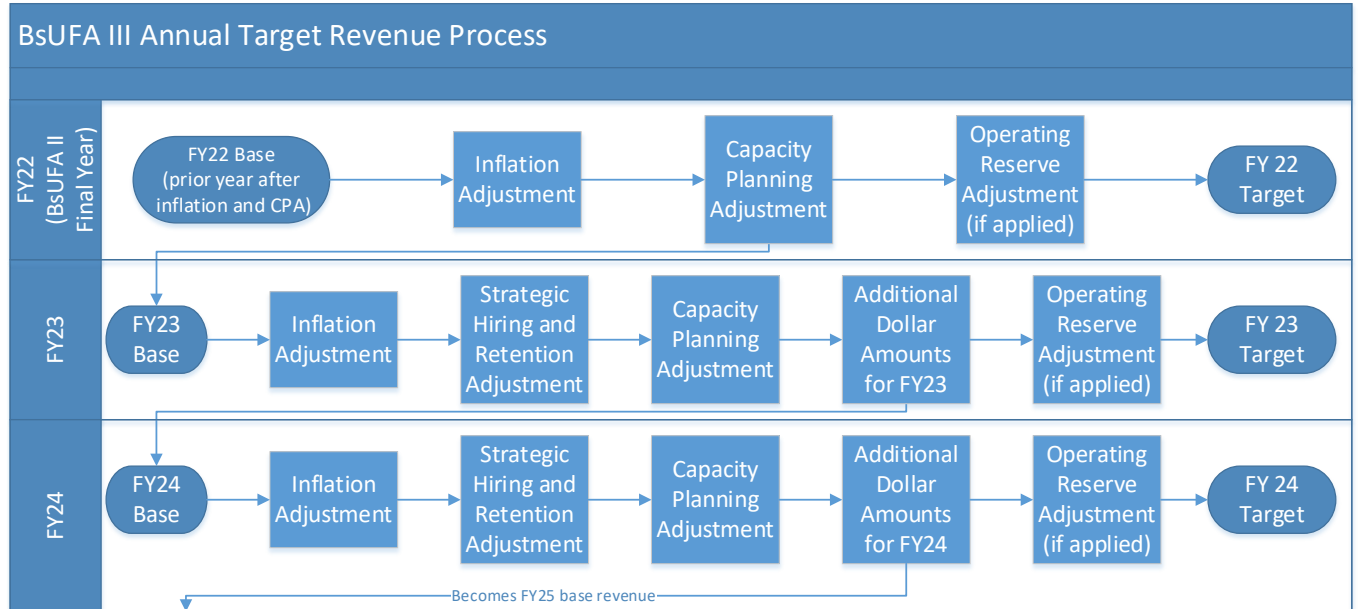 BsUFA III Annual Target Revenue Process
FY22
(BsUFA II
Final Year)
FY22 Base
(prior year after
inflation and CPA)
Inflation
Adjustment
Capacity
Planning
Adjustment
Operating
Reserve
Adjustment
(if applied)
FY 22
Target
FY23
FY23
Base
Inflation
Adjustment
Strategic
Hiring and
Retention
Adjustment
Capacity
Planning
Adjustment
Additional
Dollar
Amounts
for FY23
Operating
Reserve
Adjustment
(if applied)
FY 23
Target
FY24
FY24
Base
Inflation
Adjustment
Strategic
Hiring and
Retention
Adjustment
Capacity
Planning
Adjustment
Additional
Dollar
Amounts
for FY24
Operating
Reserve
Adjustment
(if applied)
FY 24
Target
Becomes FY25 base revenue